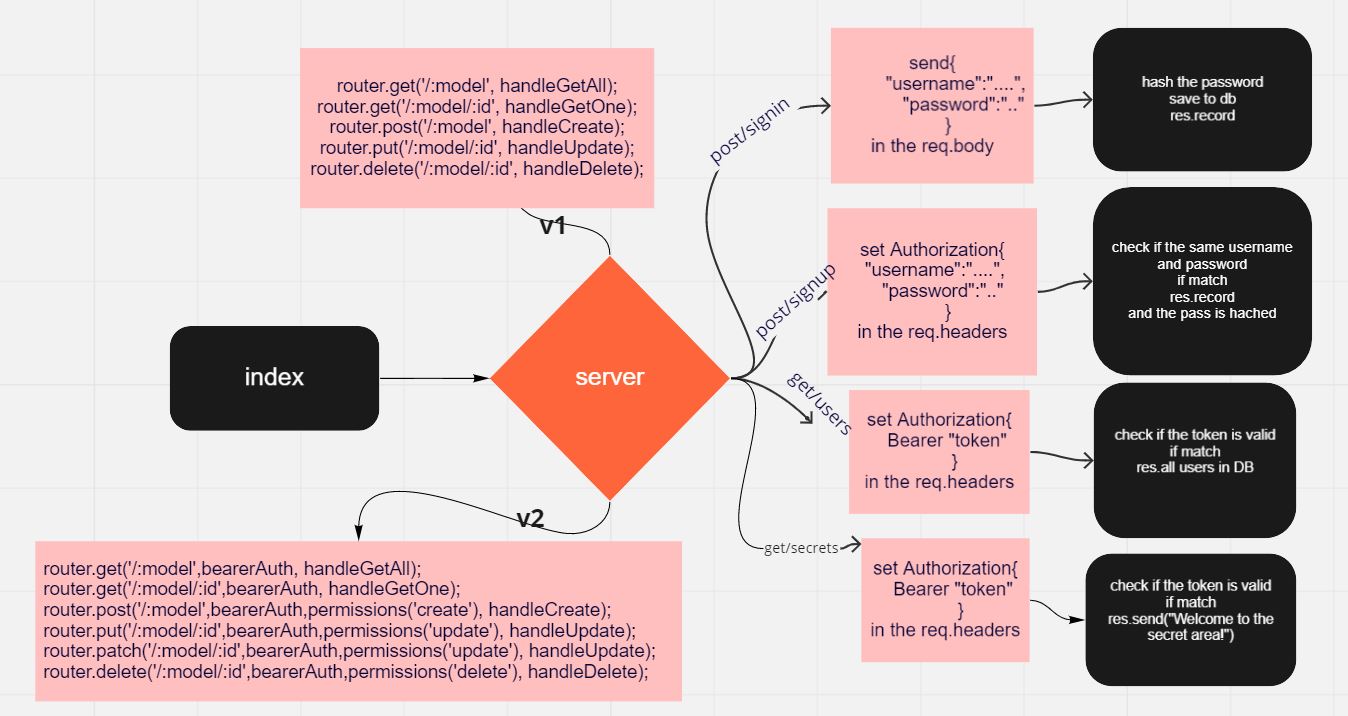 router.get('/:model', handleGetAll);
router.get('/:model/:id', handleGetOne);
router.post('/:model', handleCreate);
router.put('/:model/:id', handleUpdate);
router.delete('/:model/:id', handleDelete);
v1
index
server
v2
router.get('/:model',bearerAuth, handleGetAll);
router.get('/:model/:id',bearerAuth, handleGetOne);
router.post('/:model',bearerAuth,permissions('create'), handleCreate);
router.put('/:model/:id',bearerAuth,permissions('update'), handleUpdate);
router.patch('/:model/:id',bearerAuth,permissions('update'), handleUpdate);
router.delete('/:model/:id',bearerAuth,permissions('delete'), handleDelete);
post/signin
send{
"username":"....",
"password":".."
}
in the req.body
hash the password
save to db
res.record
post/signup
set Authorization{
"username":"....",
"password":".."
}
in the req.headers
check if the same username
and password
if match
res.record
and the pass is hached
get/users
set Authorization{
Bearer "token"
}
in the req.headers
check if the token is valid
if match
res.all users in DB
get/secrets
set Authorization{
Bearer "token"
}
in the req.headers
check if the token is valid
if match
res.send("Welcome to the
secret area!")